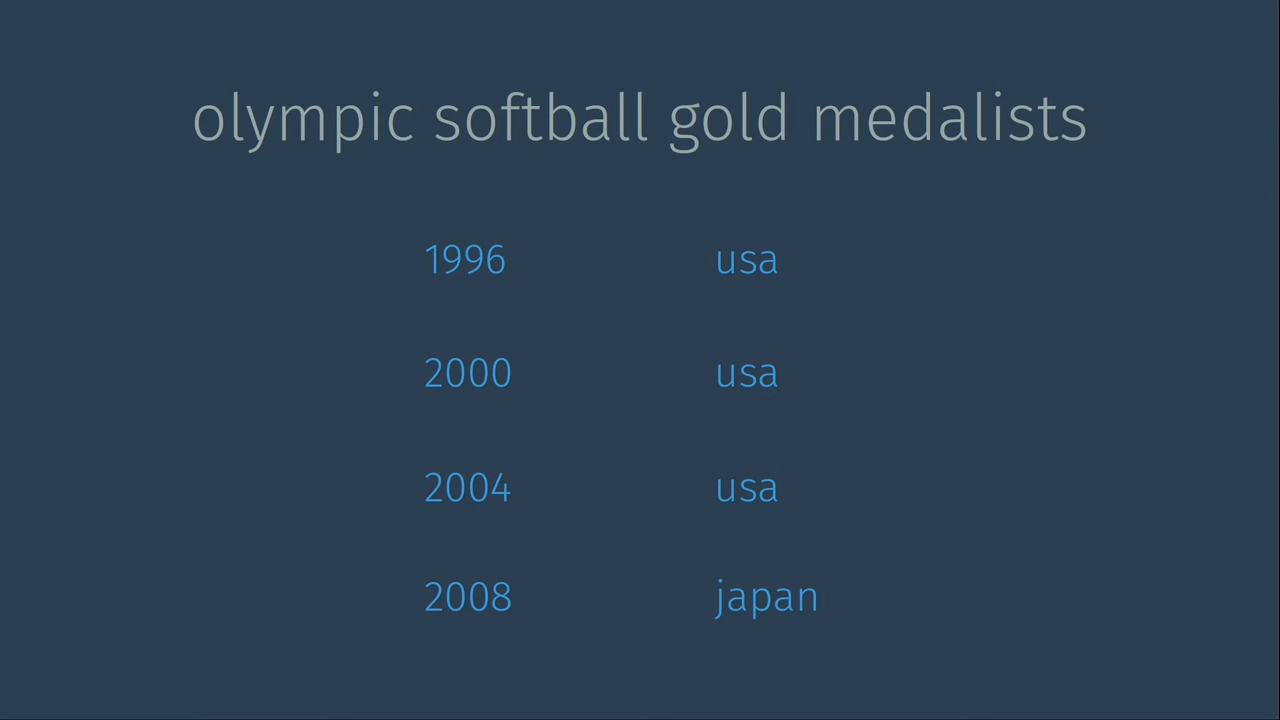 olympic softball gold medalists
1996 usa
2000 usa
2004 usa
2008 japan